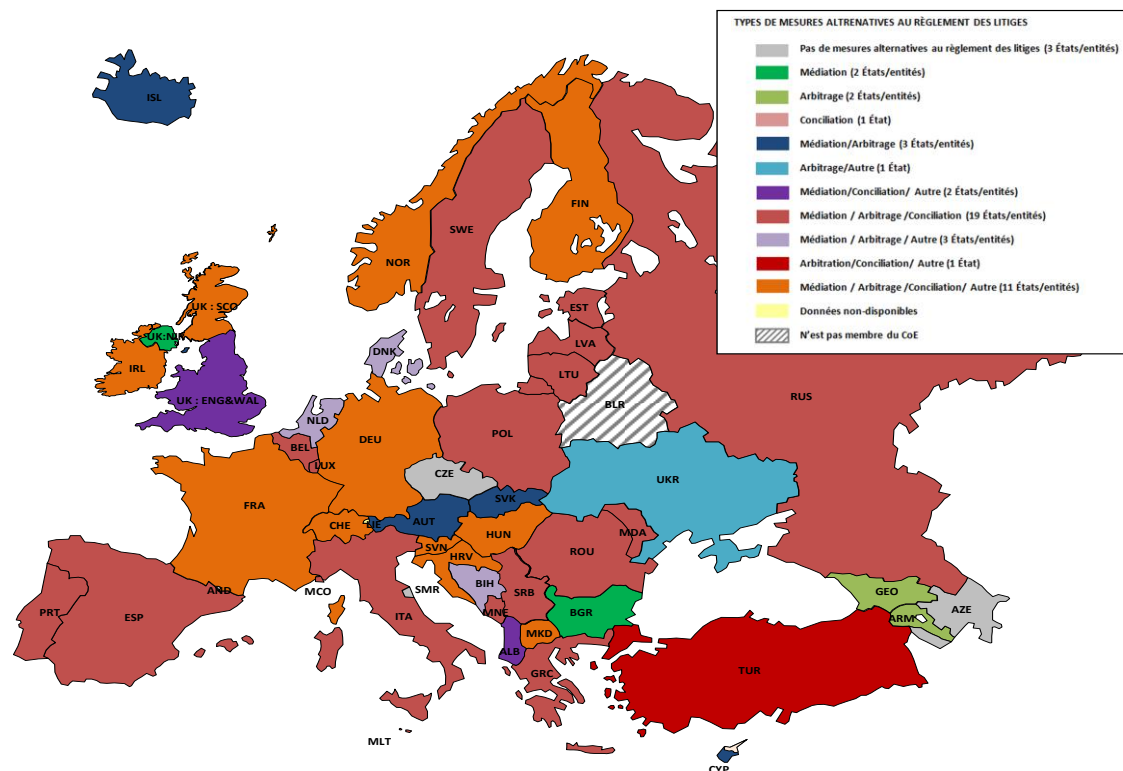 TYPES DE MESURES ALTRENATIVES AU RÈGLEMENT DES LITIGES
Pas de mesures alternatives au règlement des litiges (3 États/entités)
Médiation (2 États/entités)
Arbitrage (2 États/entités)
Conciliation (1 État)
Médiation/Arbitrage (3 États/entités)
Arbitrage/Autre (1 État)
Médiation/Conciliation/ Autre (2 États/entités)
Médiation / Arbitrage /Conciliation (19 États/entités)
Médiation / Arbitrage / Autre (3 États/entités)
Arbitration/Conciliation/ Autre (1 État)
Médiation / Arbitrage /Conciliation/ Autre (11 États/entités)
Données non-disponibles
N'est pas membre du CoE
ISL
FIN
SWE
NOR
UK : SCO
EST
UK:NIR
LVA
DNK
IRL
LTU
RUS
UK : ENG&WAL
BLR
NLD
POL
DEU
BEL
LUX
CZE
UKR
SVK
FRA
CHE
LIE
AUT
HUN
MDA
SVN
ROU
HRV
BIH
AND
MCO
SMR
SRB
GEO
PRT
ESP
ITA
MNE
BGR
AZE
ARM
MKD
ALB
GRC
TUR
MLT
CYP